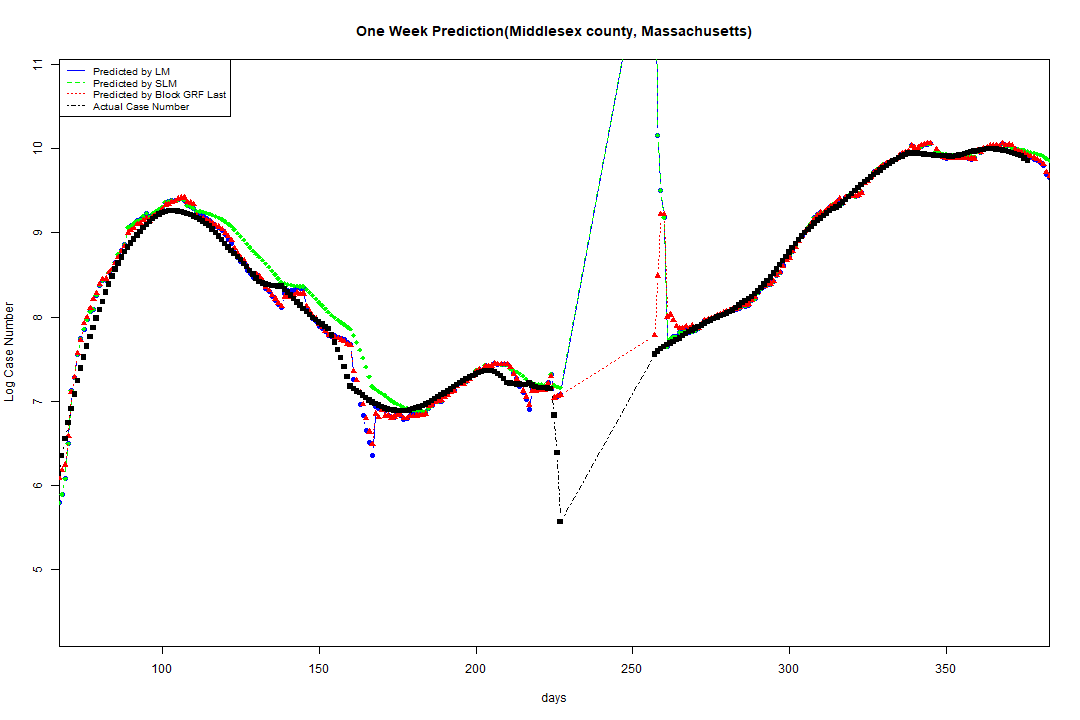 One Week Prediction(Middlesex county, Massachusetts)
Predicted by LM
Predicted by SLM
Predicted by Block GRF Last
Actual Case Number
11
10
9
8
7
6
5
Log Case Number
100 150 200 250 300 350
days